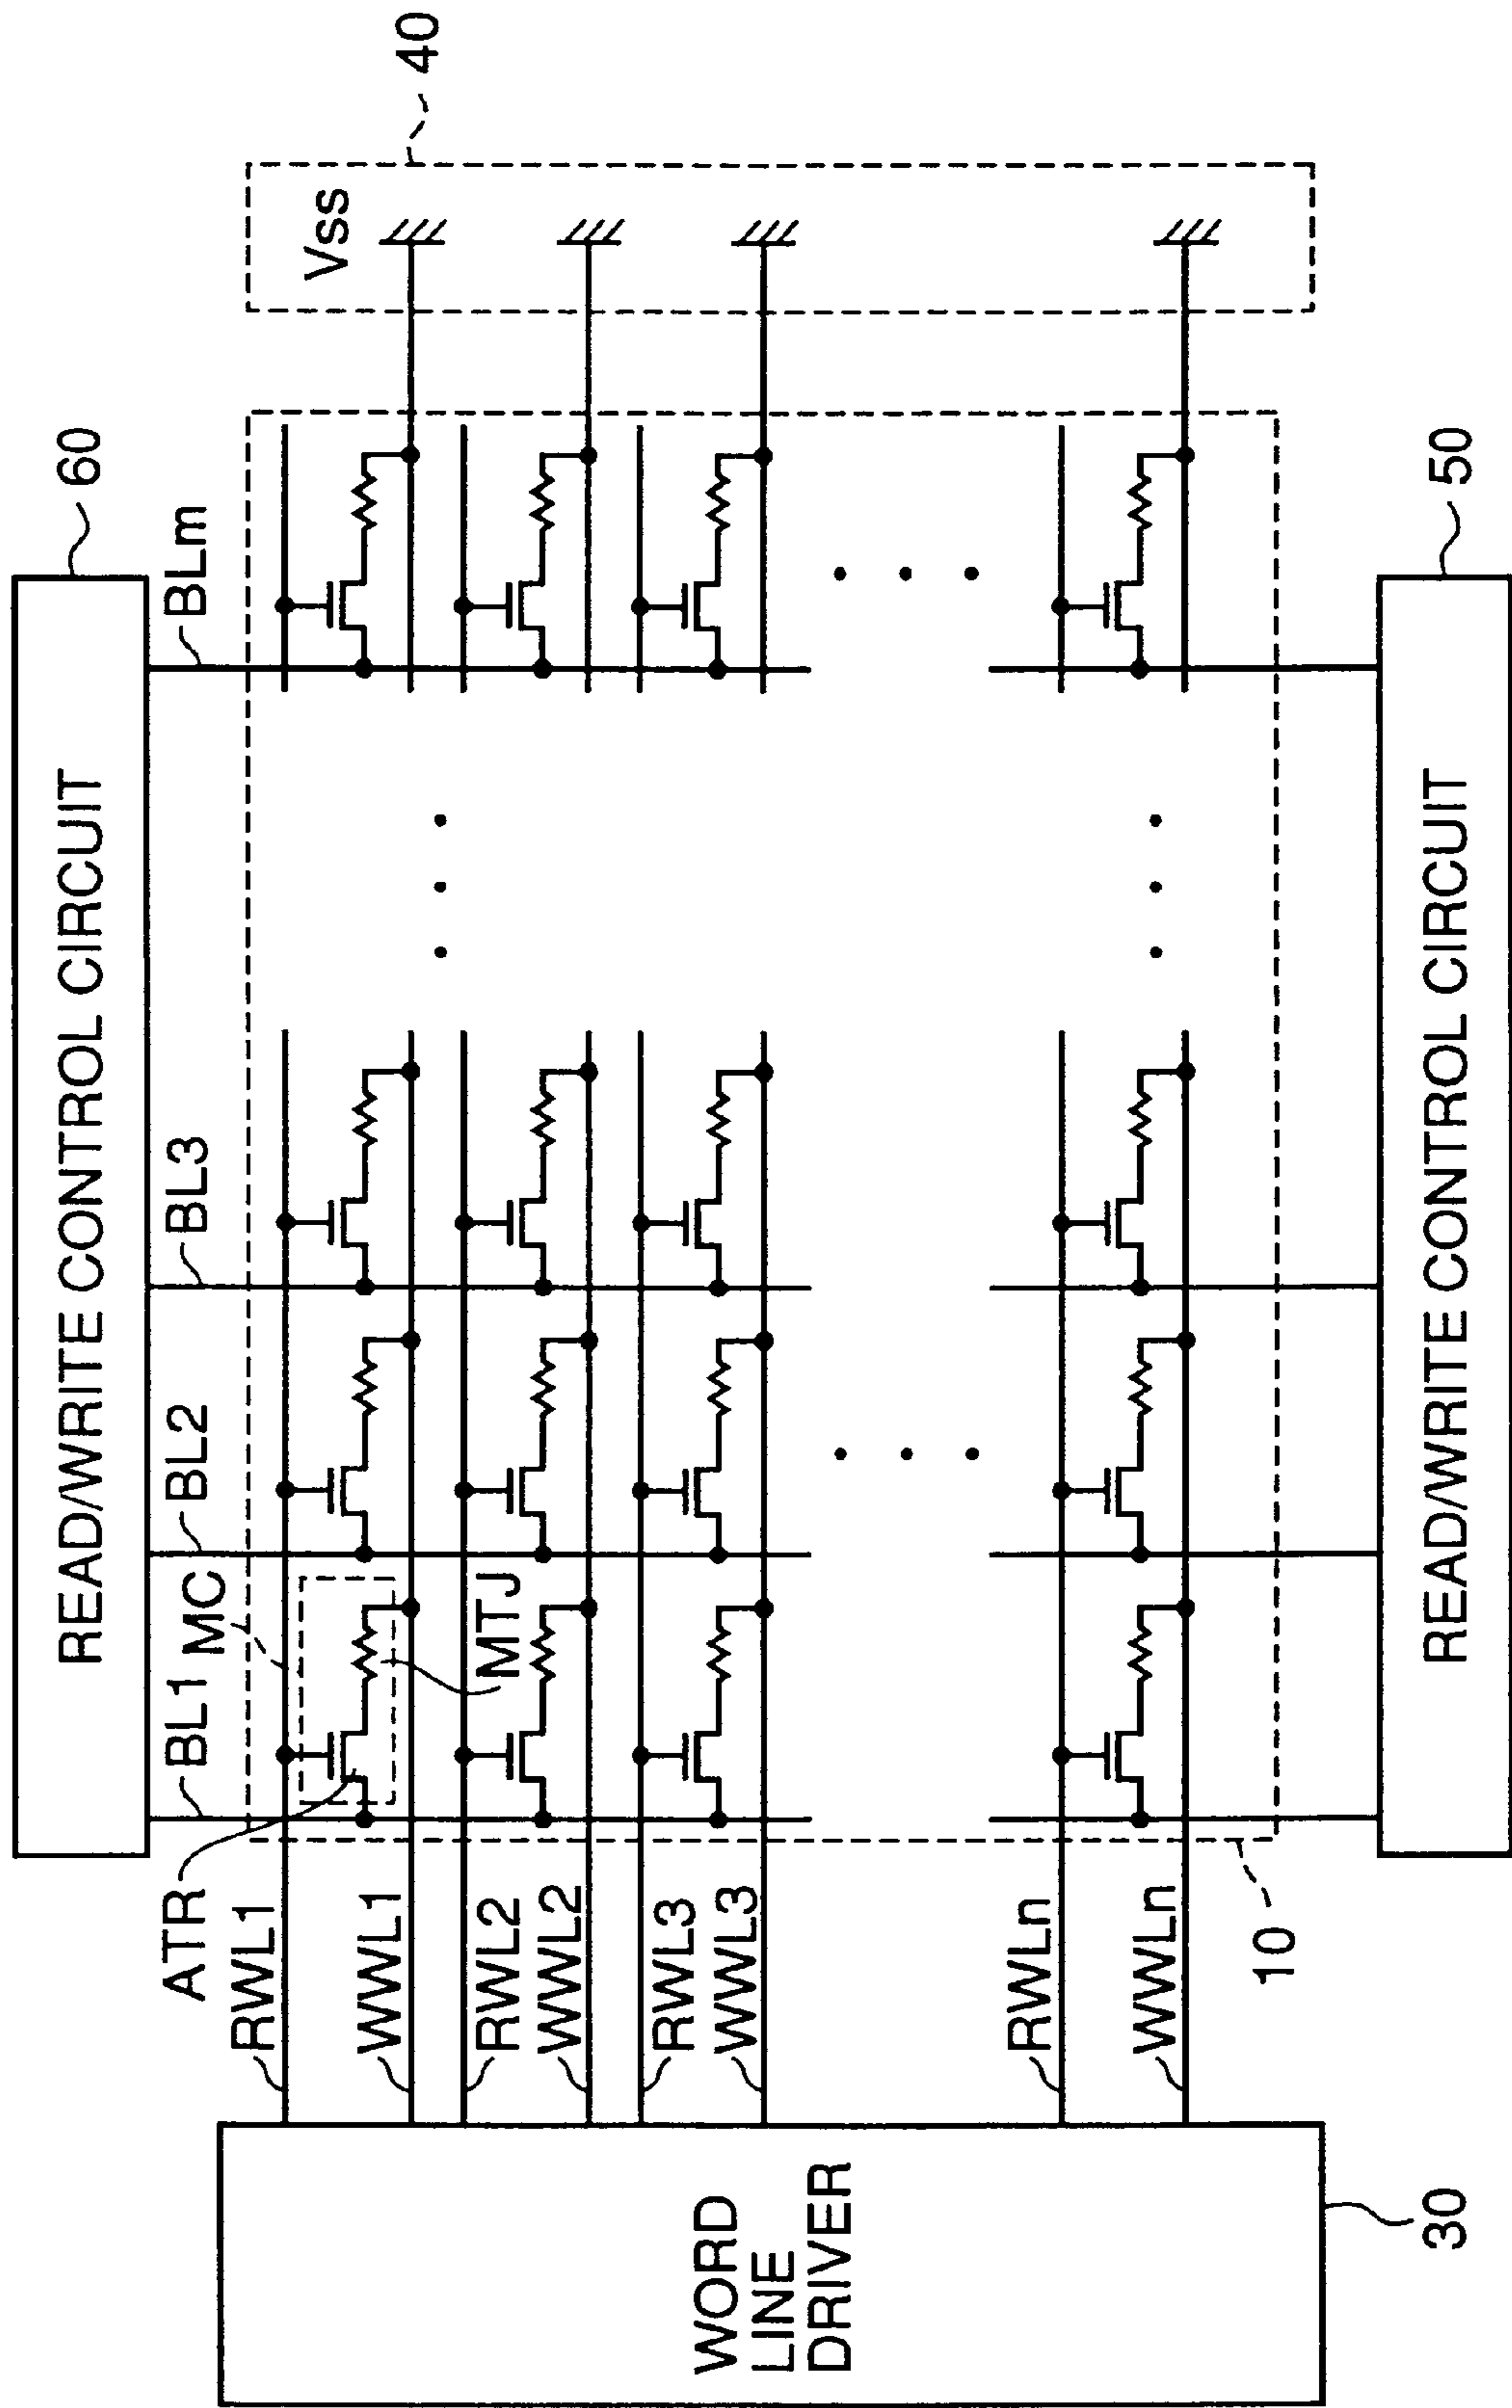 READ/WRITE CONTROL CIRCUIT
60
BL1
MC
BL2
BL3
BLm
ATR
MTJ
Vss
40
RWL1
WWL1
RWL2
WWL2
RWL3
WWL3
RWLn
WWLn
WORD
LINE
DRIVER
30
10
READ/WRITE CONTROL CIRCUIT
50